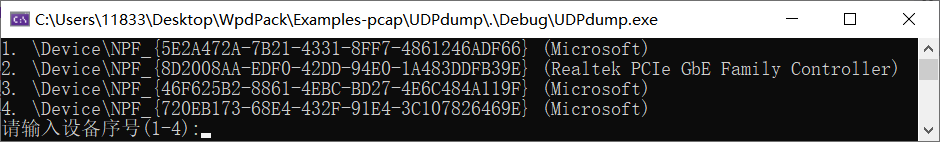 C:\Users\11833\Desktop\WpdPack\Examples-pcap\UDPdump\.\Debug\UDPdump.exe
1. \Device\NPF_{5E2A472A-7B21-4331-8FF7-4861246ADF66} (Microsoft)
2. \Device\NPF_{8D2008AA-EDF0-42DD-94E0-1A483DDFB39E} (Realtek PCIe GbE Family Controller)
3. \Device\NPF_{46F625B2-8861-4EBC-BD27-4E6C484A119F} (Microsoft)
4. \Device\NPF_{720EB173-68E4-432F-91E4-3C107826469E} (Microsoft)
请输入设备序号(1-4):